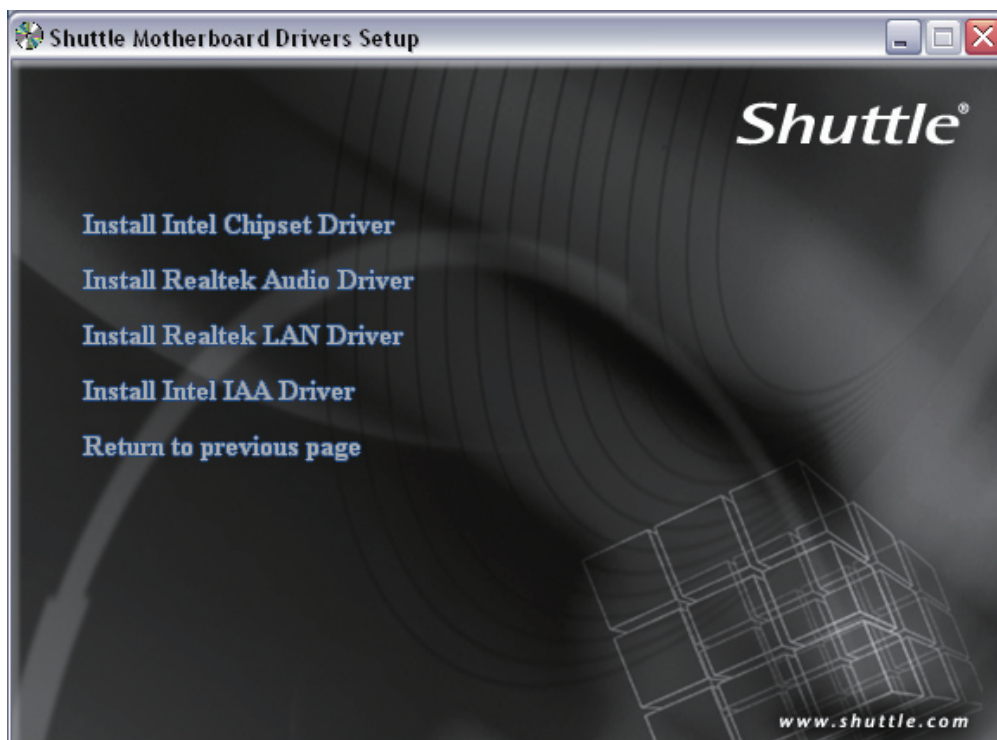 Shuttle Motherboard Drivers Setup
Shuttle®
Install Intel Chipset Driver
Install Realtek Audio Driver
Install Realtek LAN Driver
Install Intel IAA Driver
Return to previous page
www.shuttle.com